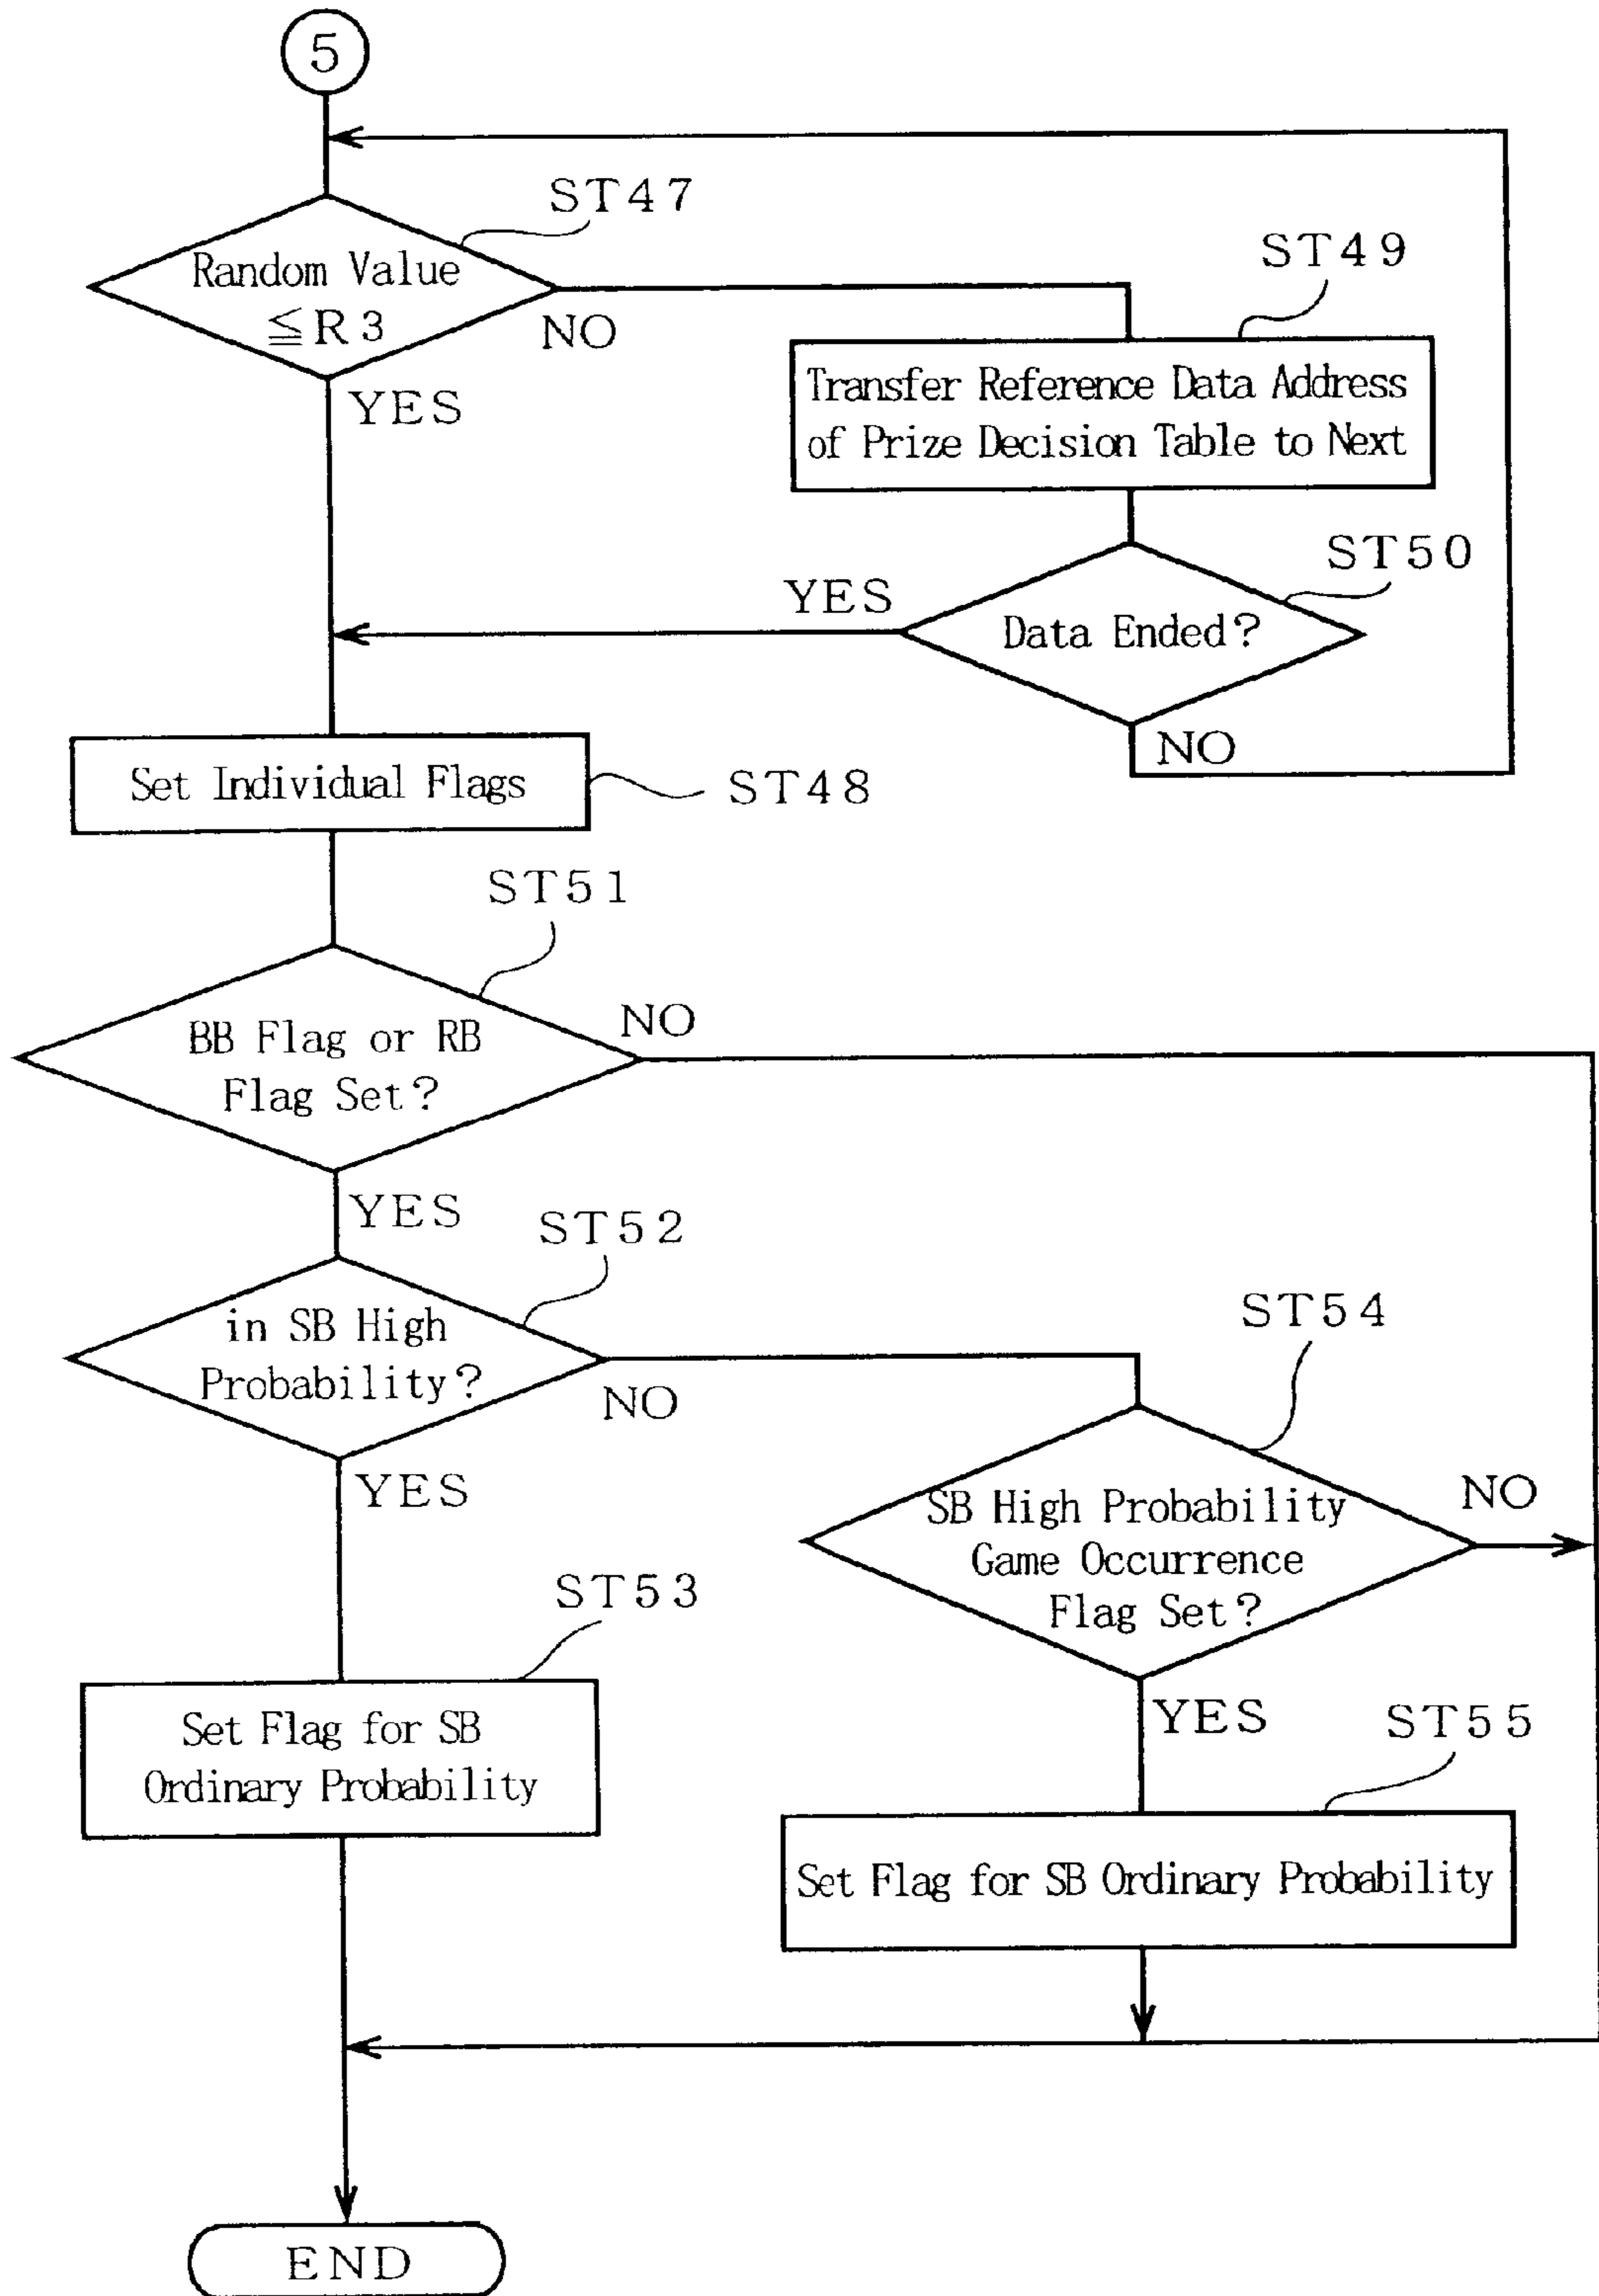 5
ST47
Random Value
≦R3
NO
YES
ST49
Transfer Reference Data Address
of Prize Decision Table to Next
ST50
YES
Data Ended?
NO
Set Individual Flags
ST48
ST51
BB Flag or RB
Flag Set?
NO
YES
ST52
in SB High
Probability?
NO
YES
ST54
SB High Probability
Game Occurrence
Flag Set?
NO
YES
ST53
Set Flag for SB
Ordinary Probability
ST55
Set Flag for SB Ordinary Probability
END